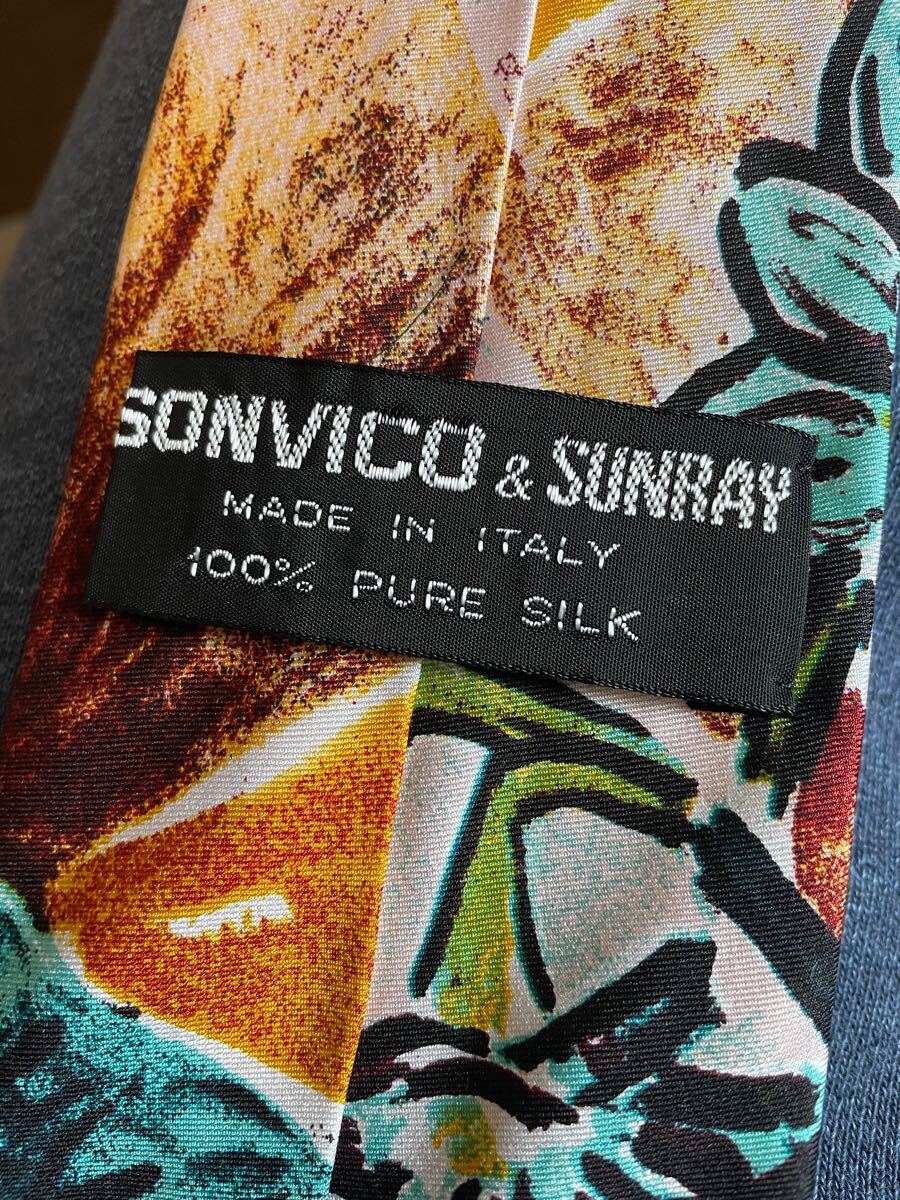 SONVICO & SUNRAY
MADE IN ITALY
100% PURE SILK